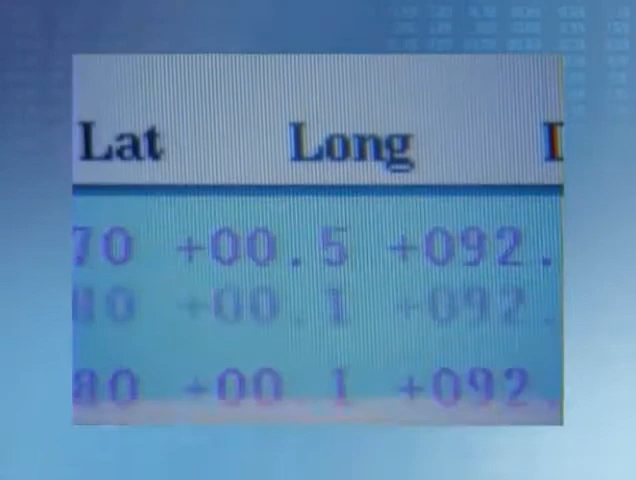 Lat Long
70 +00.5 +092.
80 +00.1 +092.
80 +00 1 +092.